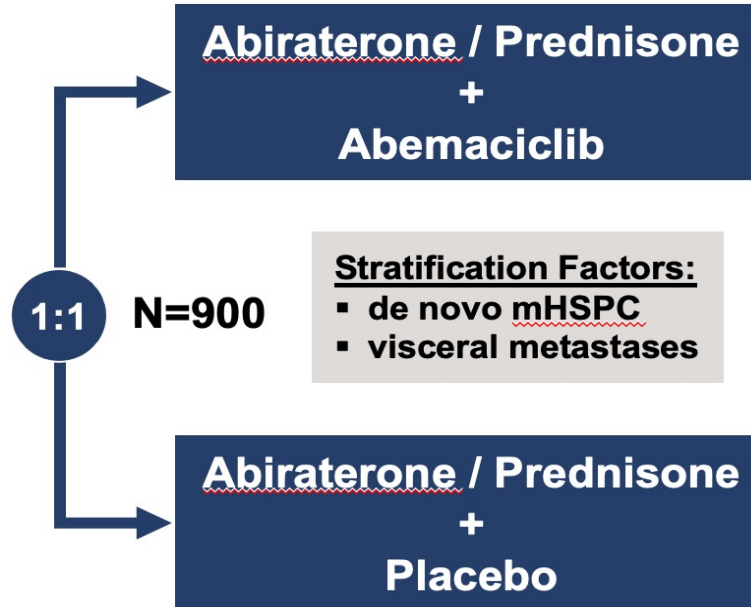 Abiraterone / Prednisone
+
Abemaciclib
1:1
N=900
Stratification Factors:
▪ de novo mHSPC
▪ visceral metastases
Abiraterone / Prednisone
+
Placebo